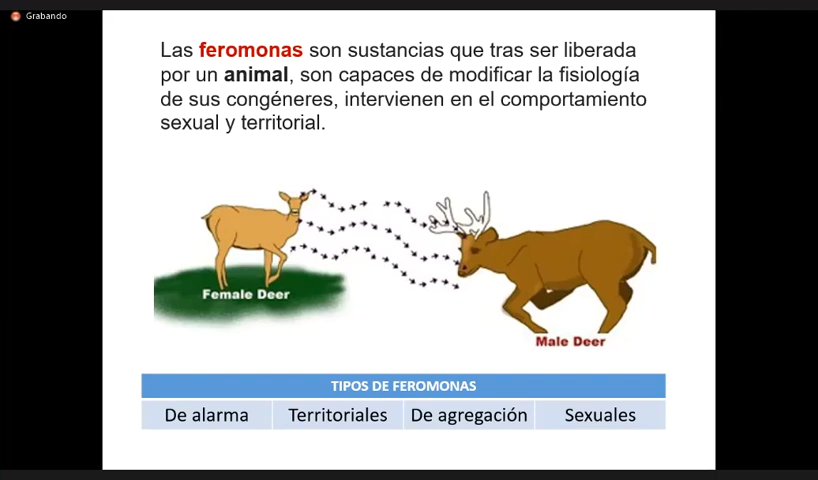 Grabando
Las feromonas son sustancias que tras ser liberada
por un animal, son capaces de modificar la fisiología
de sus congéneres, intervienen en el comportamiento
sexual y territorial.
Female Deer
Male Deer
TIPOS DE FEROMONAS
De alarma Territoriales De agregación Sexuales